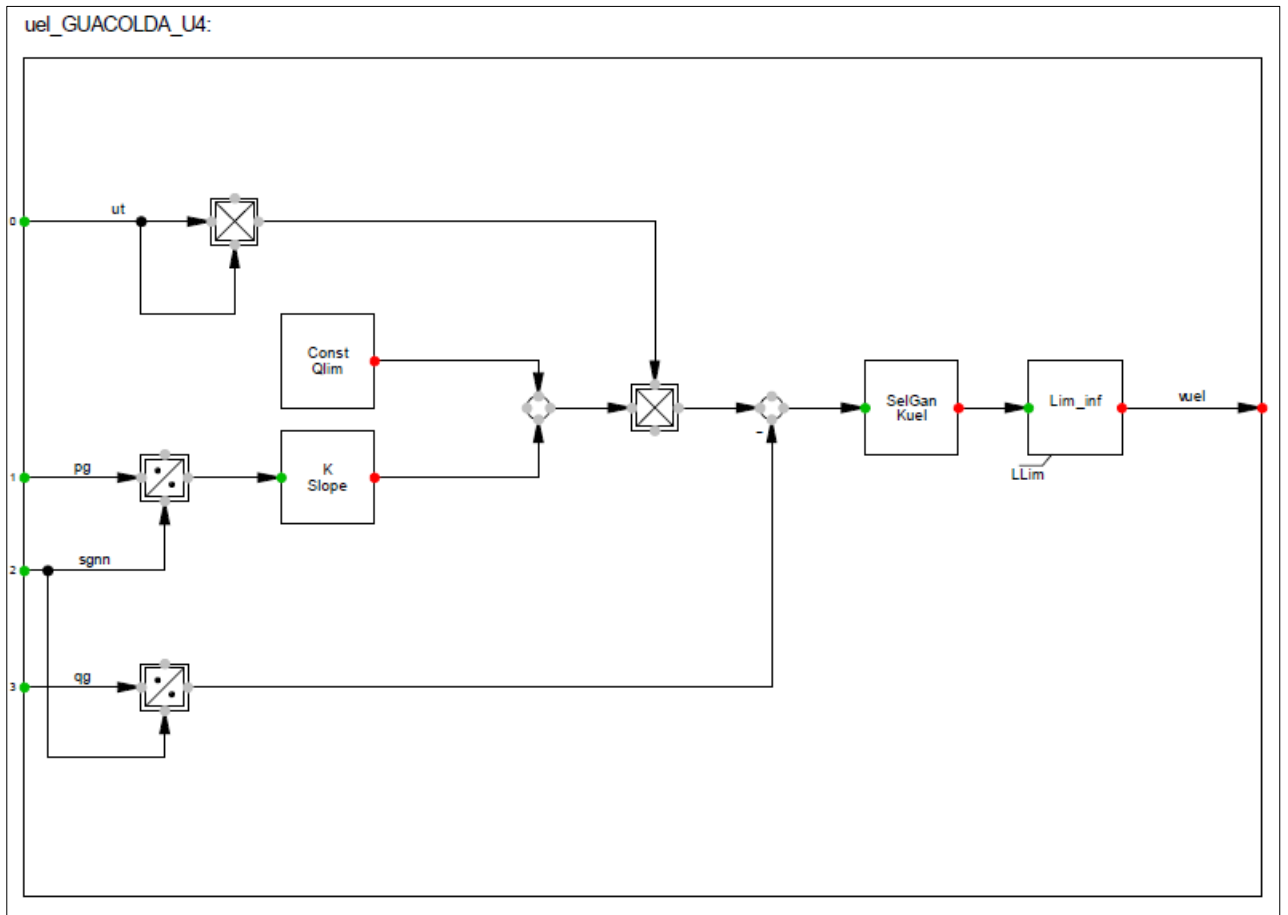 uel_GUACOLDA_U4:
0
ut
Const
Qlim
SelGan
Kuel
Lim_inf
vuel
-
LLim
1
pg
K
Slope
2
sgnn
3
qg